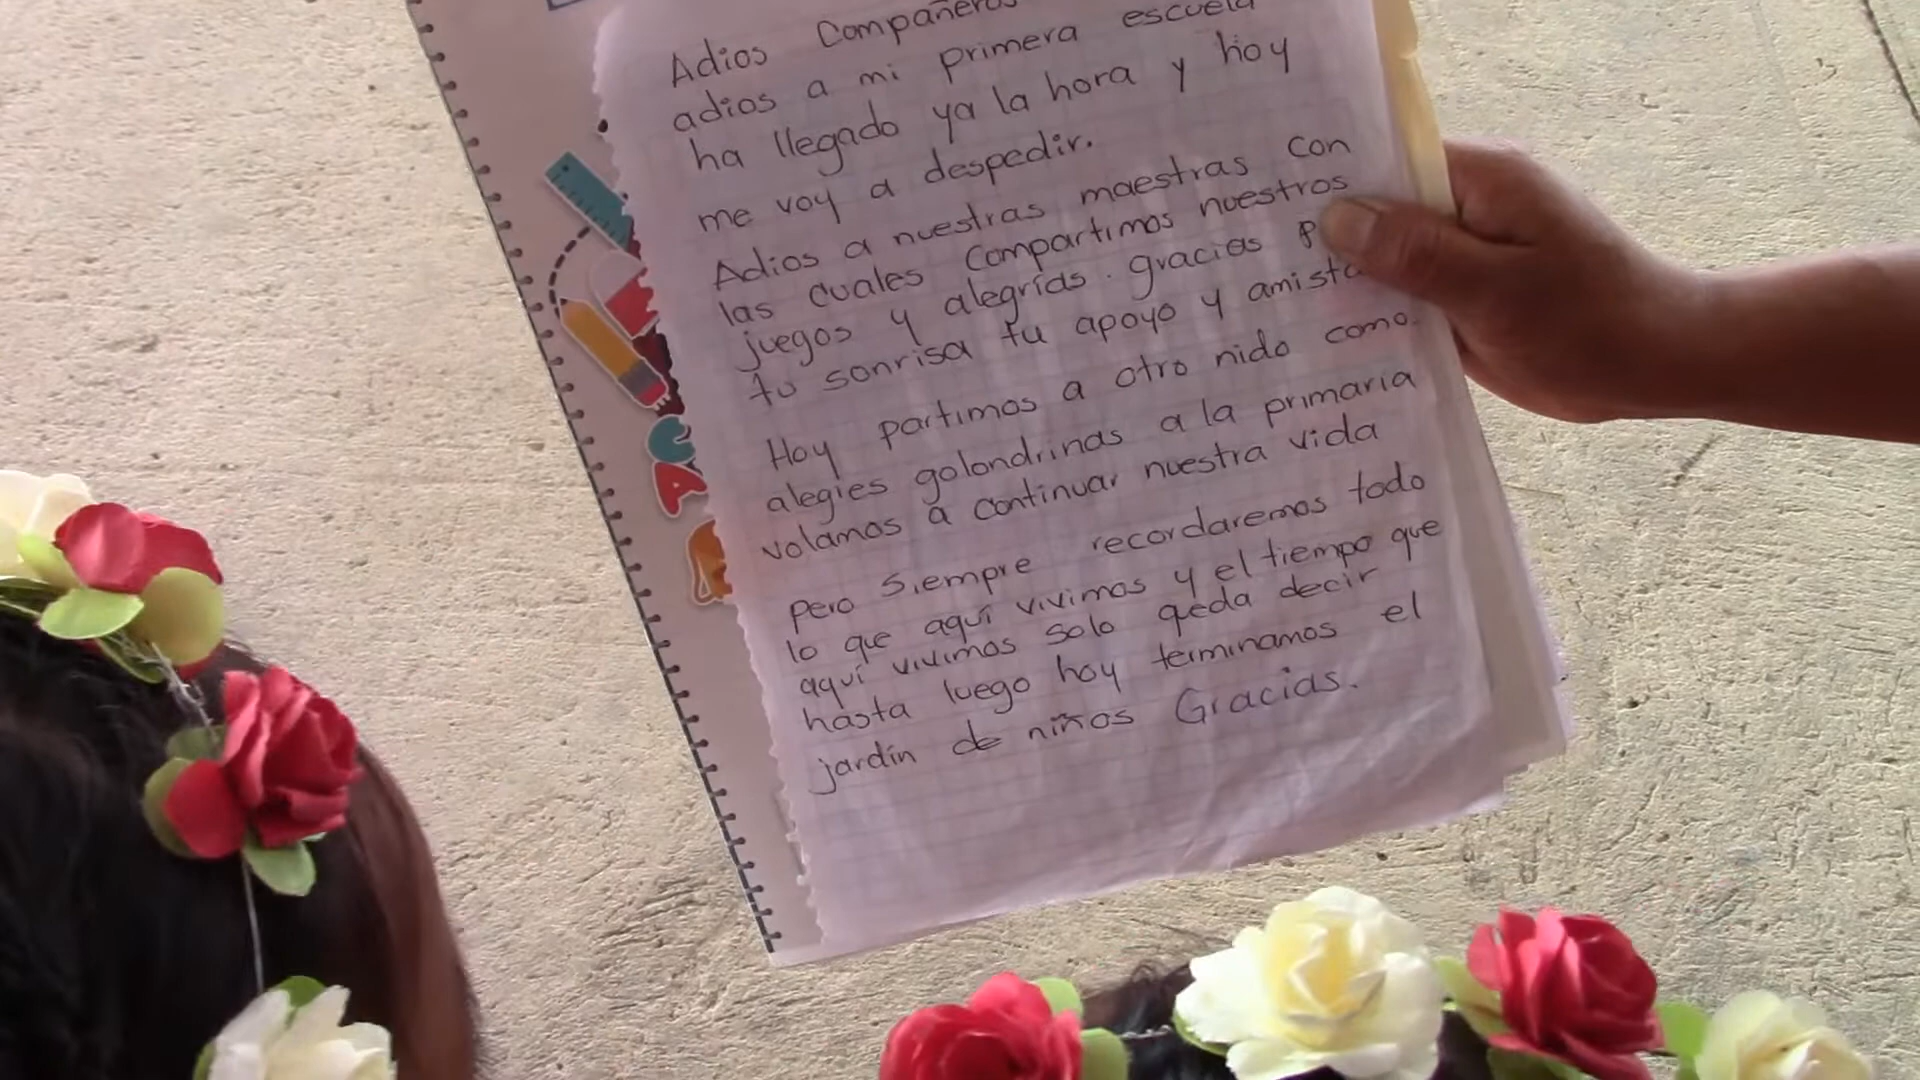 Adios Compañeros
adios a mi primera escuela
ha llegado ya la hora y hoy
me voy a despedir.
Adios a nuestras maestras con
las cuales compartimos nuestros
juegos y alegrías. gracias
tu sonrisa tu apoyo y
Hoy partimos a otro nido como
alegies golondrinas a la primaria
volamos a continuar nuestra vida
pero siempre recordaremos todo
lo que aquí vivimos y el tiempo que
aquí vivimos solo qeda decir
hasta luego hoy terminamos el
jardín de niños Gracias.